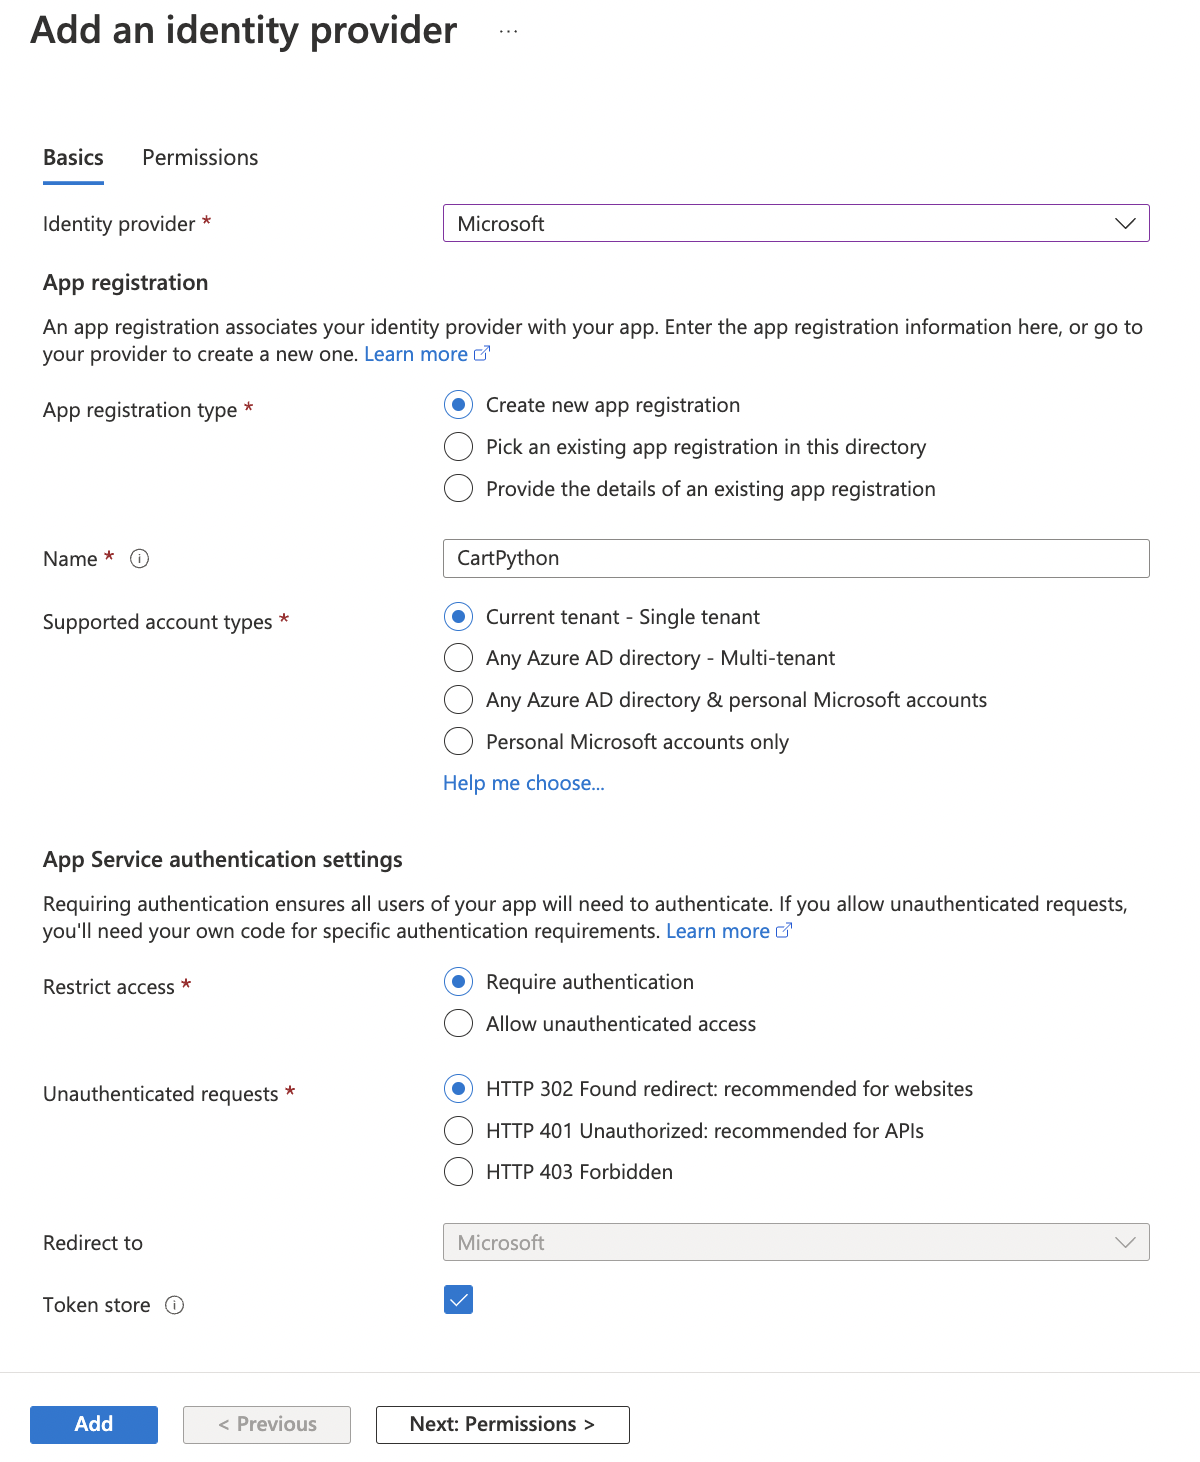 Add an identity provider ...
Basics Permissions
Identity provider * Microsoft
App registration
An app registration associates your identity provider with your app. Enter the app registration information here, or go to
your provider to create a new one. Learn more
App registration type * Create new app registration
Pick an existing app registration in this directory
Provide the details of an existing app registration
Name * CartPython
Supported account types * Current tenant - Single tenant
Any Azure AD directory - Multi-tenant
Any Azure AD directory & personal Microsoft accounts
Personal Microsoft accounts only
Help me choose...
App Service authentication settings
Requiring authentication ensures all users of your app will need to authenticate. If you allow unauthenticated requests,
you'll need your own code for specific authentication requirements. Learn more
Restrict access * Require authentication
Allow unauthenticated access
Unauthenticated requests * HTTP 302 Found redirect: recommended for websites
HTTP 401 Unauthorized: recommended for APIs
HTTP 403 Forbidden
Redirect to Microsoft
Token store
Add < Previous Next: Permissions >